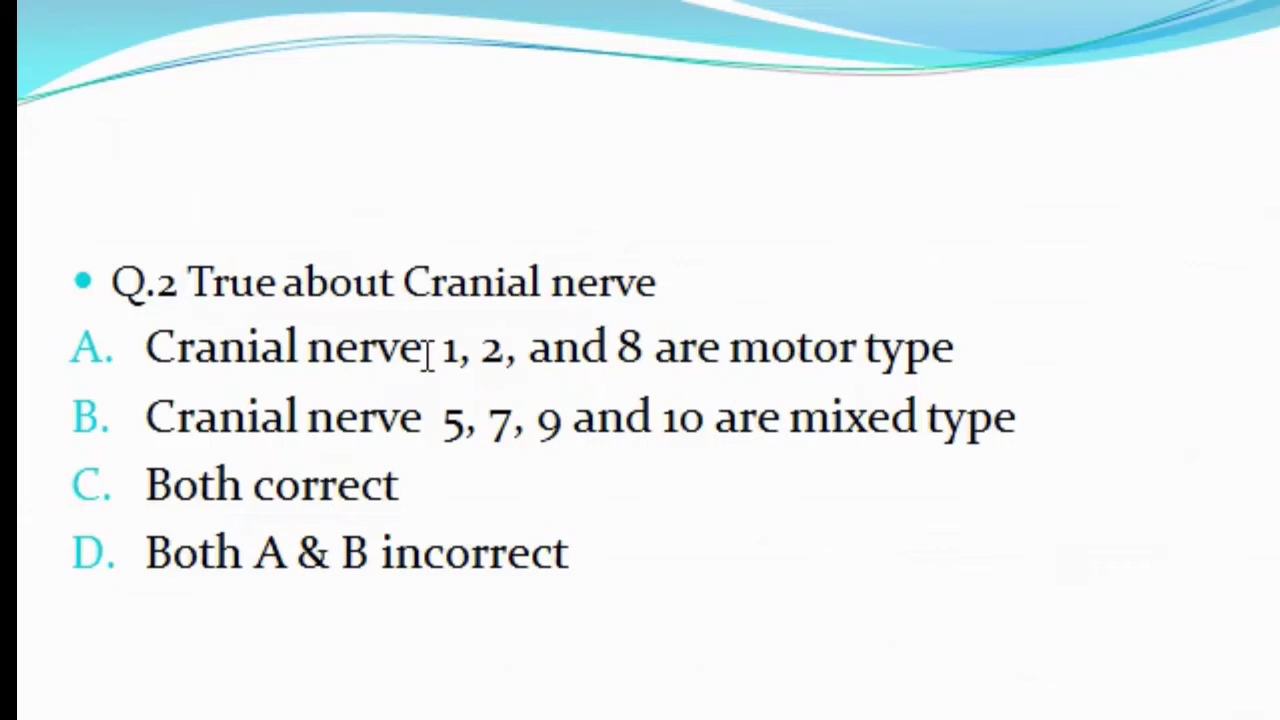 • Q.2 True about Cranial nerve
A. Cranial nerve 1, 2, and 8 are motor type
B. Cranial nerve 5, 7, 9 and 10 are mixed type
C. Both correct
D. Both A & B incorrect